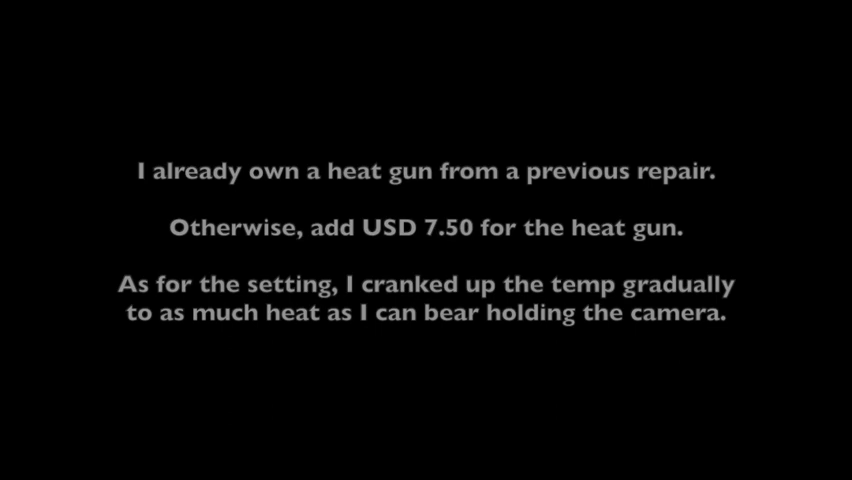 I already own a heat gun from a previous repair.
Otherwise, add USD 7.50 for the heat gun.
As for the setting, I cranked up the temp gradually
to as much heat as I can bear holding the camera.